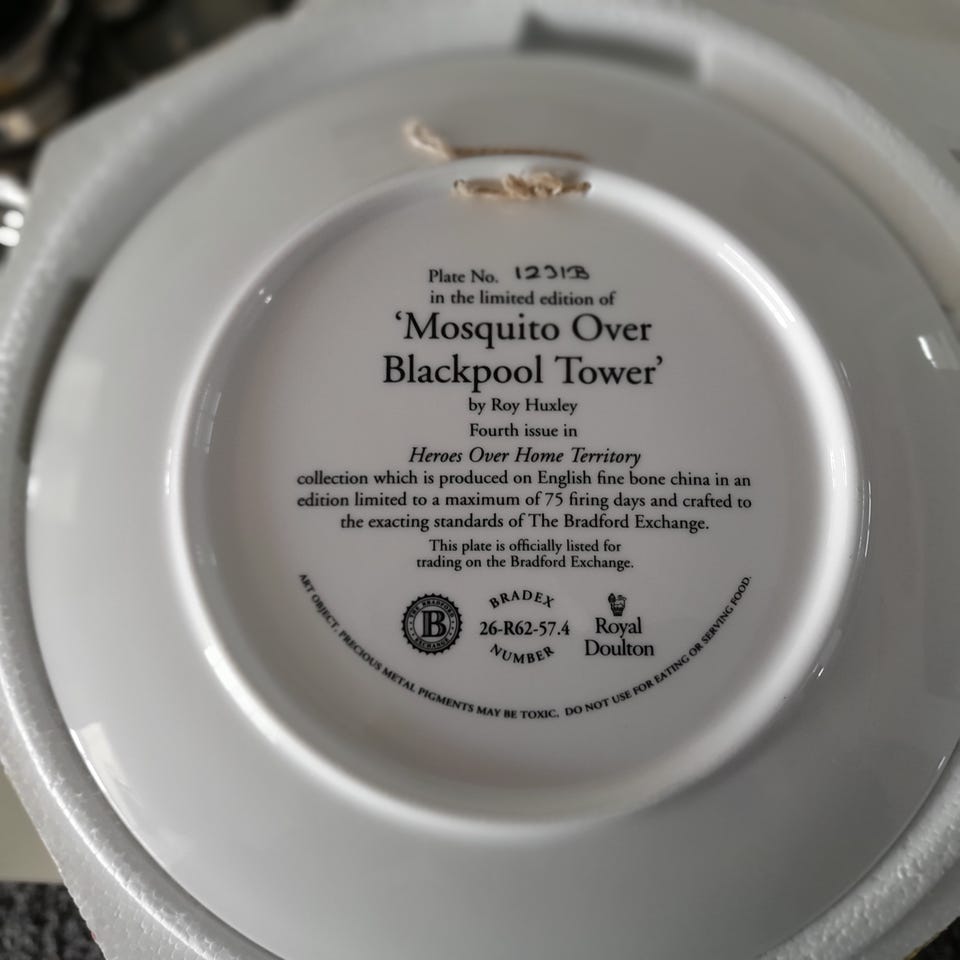 Plate No. 1231B
in the limited edition of
‘Mosquito Over
Blackpool Tower’
by Roy Huxley
Fourth issue in
Heroes Over Home Territory
collection which is produced on English fine bone china in an
edition limited to a maximum of 75 firing days and crafted to
the exacting standards of The Bradford Exchange.
This plate is officially listed for
trading on the Bradford Exchange.
THE BRADFORD
B
EXCHANGE
BRADEX
26-R62-57.4
NUMBER
Royal
Doulton
ART OBJECT, PRECIOUS METAL PIGMENTS MAY BE TOXIC. DO NOT USE FOR EATING OR SERVING FOOD.